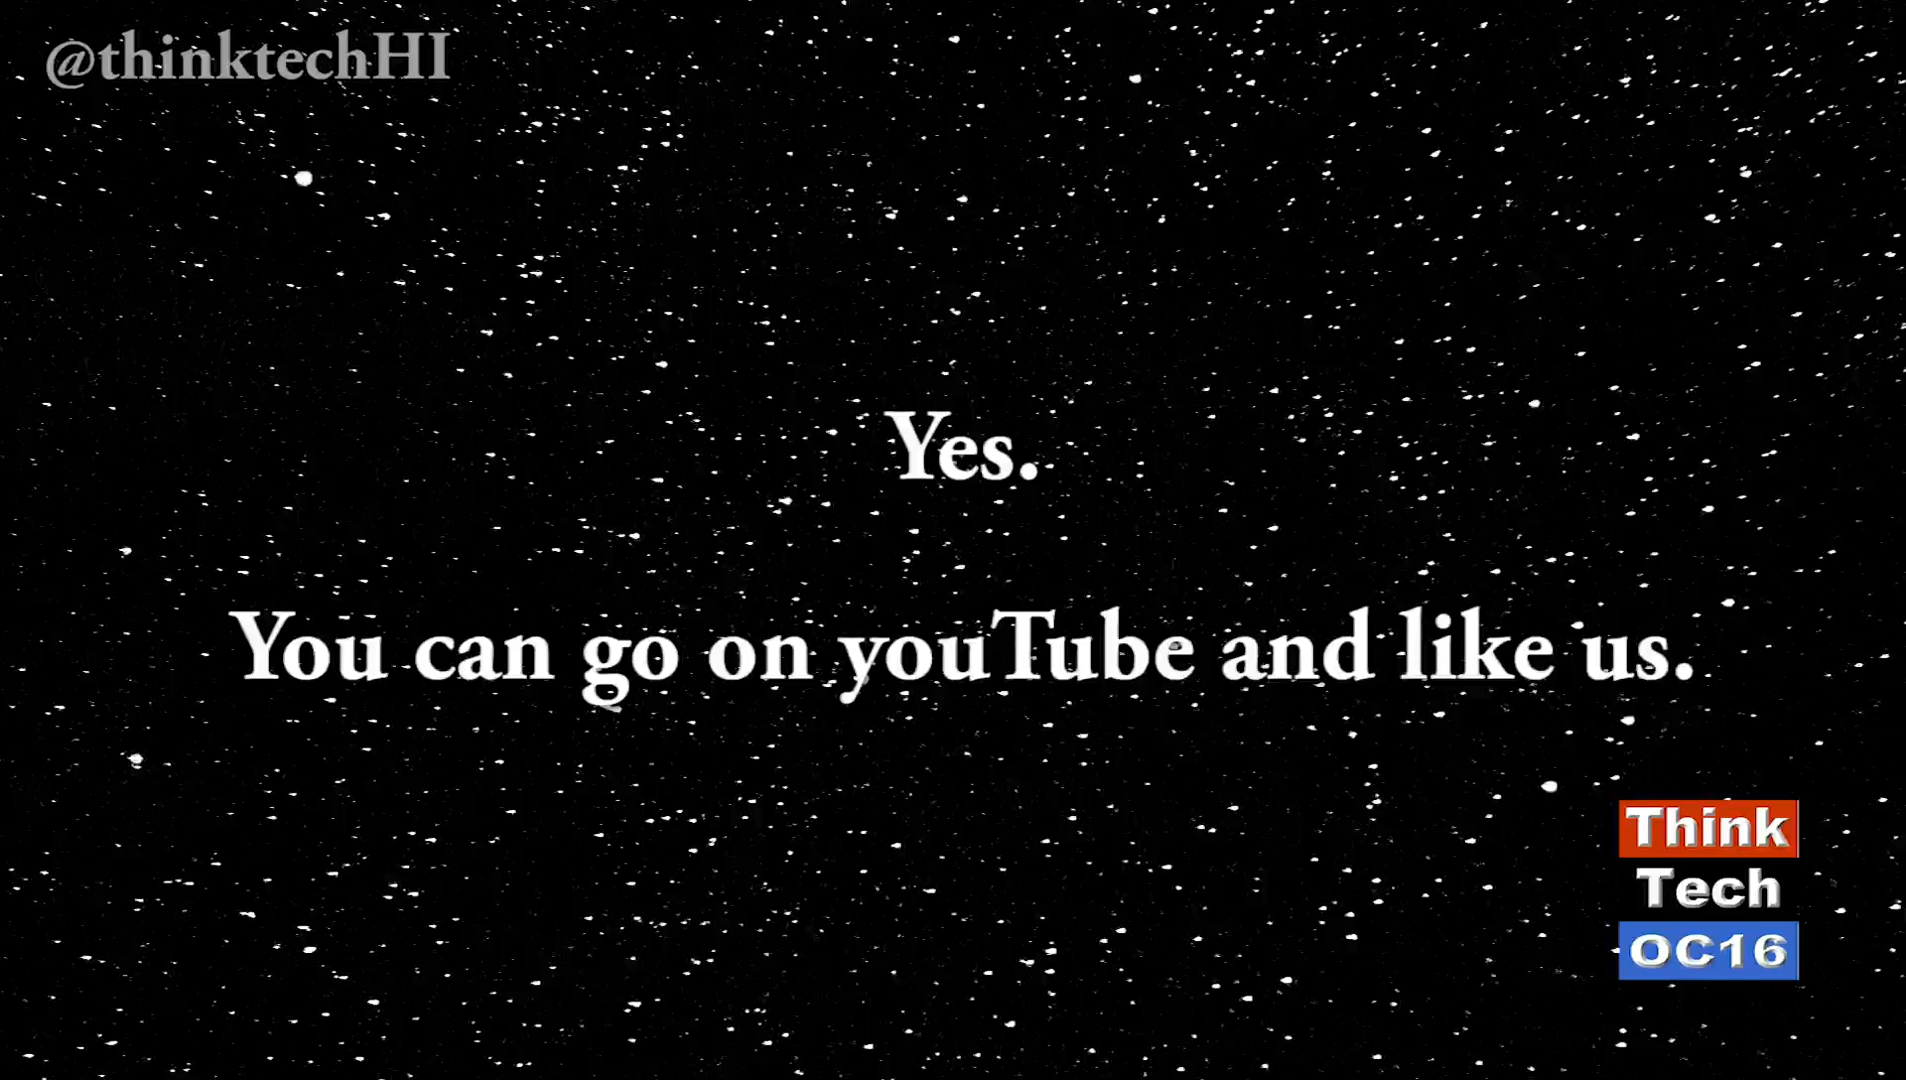 @thinktechHI
Yes.
You can go on youTube and like us.
Think
Tech
OC16